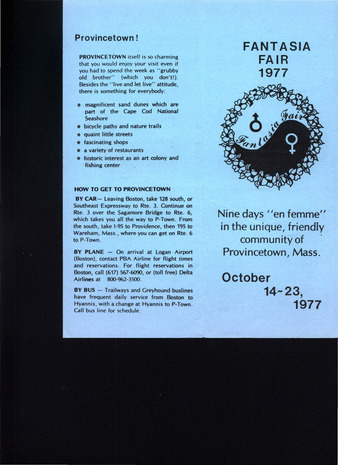 Provincetown!
PROVINCETOWN itself is so charming
that you would enjoy your visit even if
you had to spend the week as "grubby
old brother" (which you don't!).
Besides the "live and let live" attitude,
there is something for everybody:
* magnificent sand dunes which are
part of the Cape Cod National
Seashore
* bicycle paths and nature trails
* quaint little streets
* fascinating shops
* a variety of restaurants
* historic interest as an art colony and
fishing center
HOW TO GET TO PROVINCETOWN
BY CAR— Leaving Boston, take 128 south, or
Southeast Expressway to Rte. 3. Continue on
Rte. 3 over the Sagamore Bridge to Rte. 6,
which takes you all the way to P-Town. From
the south, take I-95 to Providence, then 195 to
Wareham, Mass., where you can get on Rte. 6
to P-Town.
BY PLANE — On arrival at Logan Airport
(Boston), contact PBA Airline for flight times
and reservations. For flight reservations in
Boston, call (617) 567-6090, or (toll free) Delta
Airlines at 800-962-3500.
BY BUS — Trailways and Greyhound buslines
have frequent daily service from Boston to
Hyannis, with a change at Hyannis to P-Town.
Call bus line for schedule.
FANTASIA
FAIR
1977
Fantasia Fair
Nine days "en femme"
in the unique, friendly
community of
Provincetown, Mass.
October
14~23,
1977